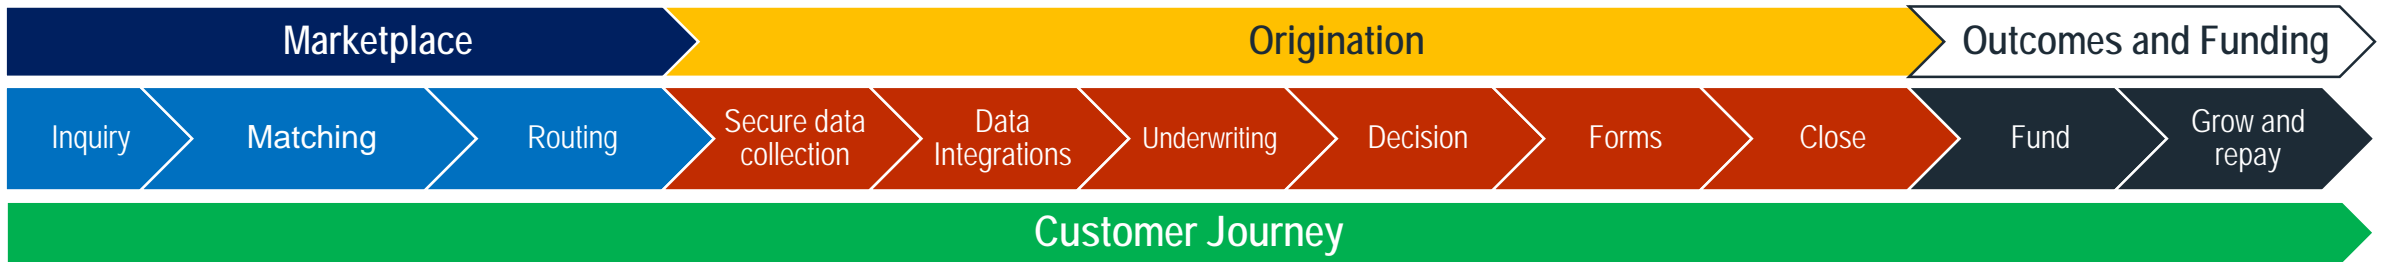 Marketplace
Origination
Outcomes and Funding
Inquiry
Matching
Routing
Secure data
collection
Data
Integrations
Underwriting
Decision
Forms
Close
Fund
Grow and
repay
Customer Journey